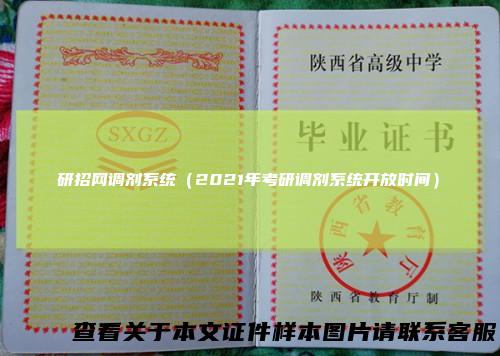 陕西省高级中学
SXGZ
毕业证书
研招网调剂系统（2021年考研调剂系统开放时间）
陕西省教育厅
陕西省教育厅制
查看关于本文证件样本图片请联系客服